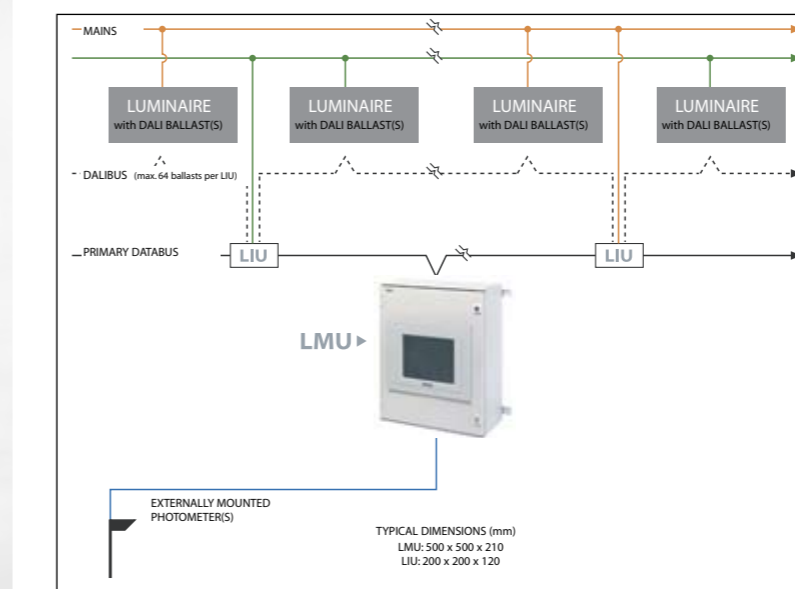 MAINS
LUMINAIRE
with DALI BALLAST(S)
LUMINAIRE
with DALI BALLAST(S)
LUMINAIRE
with DALI BALLAST(S)
LUMINAIRE
with DALI BALLAST(S)
DALIBUS (max. 64 ballasts per LIU)
PRIMARY DATABUS
LIU
LIU
LMU
EXTERNALLY MOUNTED
PHOTOMETER(S)
TYPICAL DIMENSIONS (mm)
LMU: 500 x 500 x 210
LIU: 200 x 200 x 120